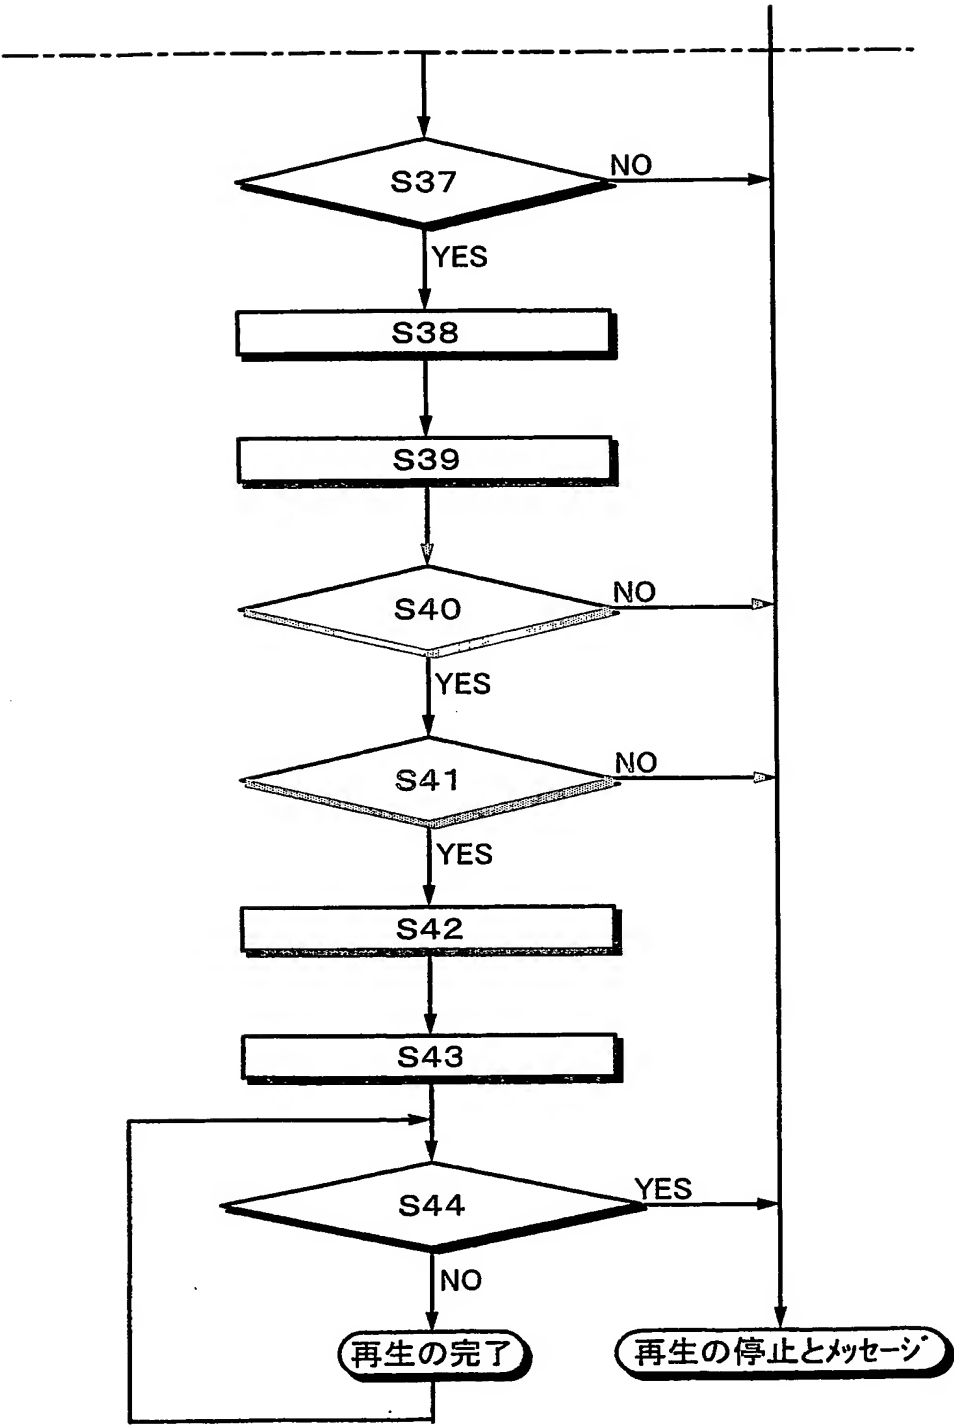 S37
NO
YES
S38
S39
S40
NO
YES
S41
NO
YES
S42
S43
S44
YES
NO
再生の完了
再生の停止とメッセージ